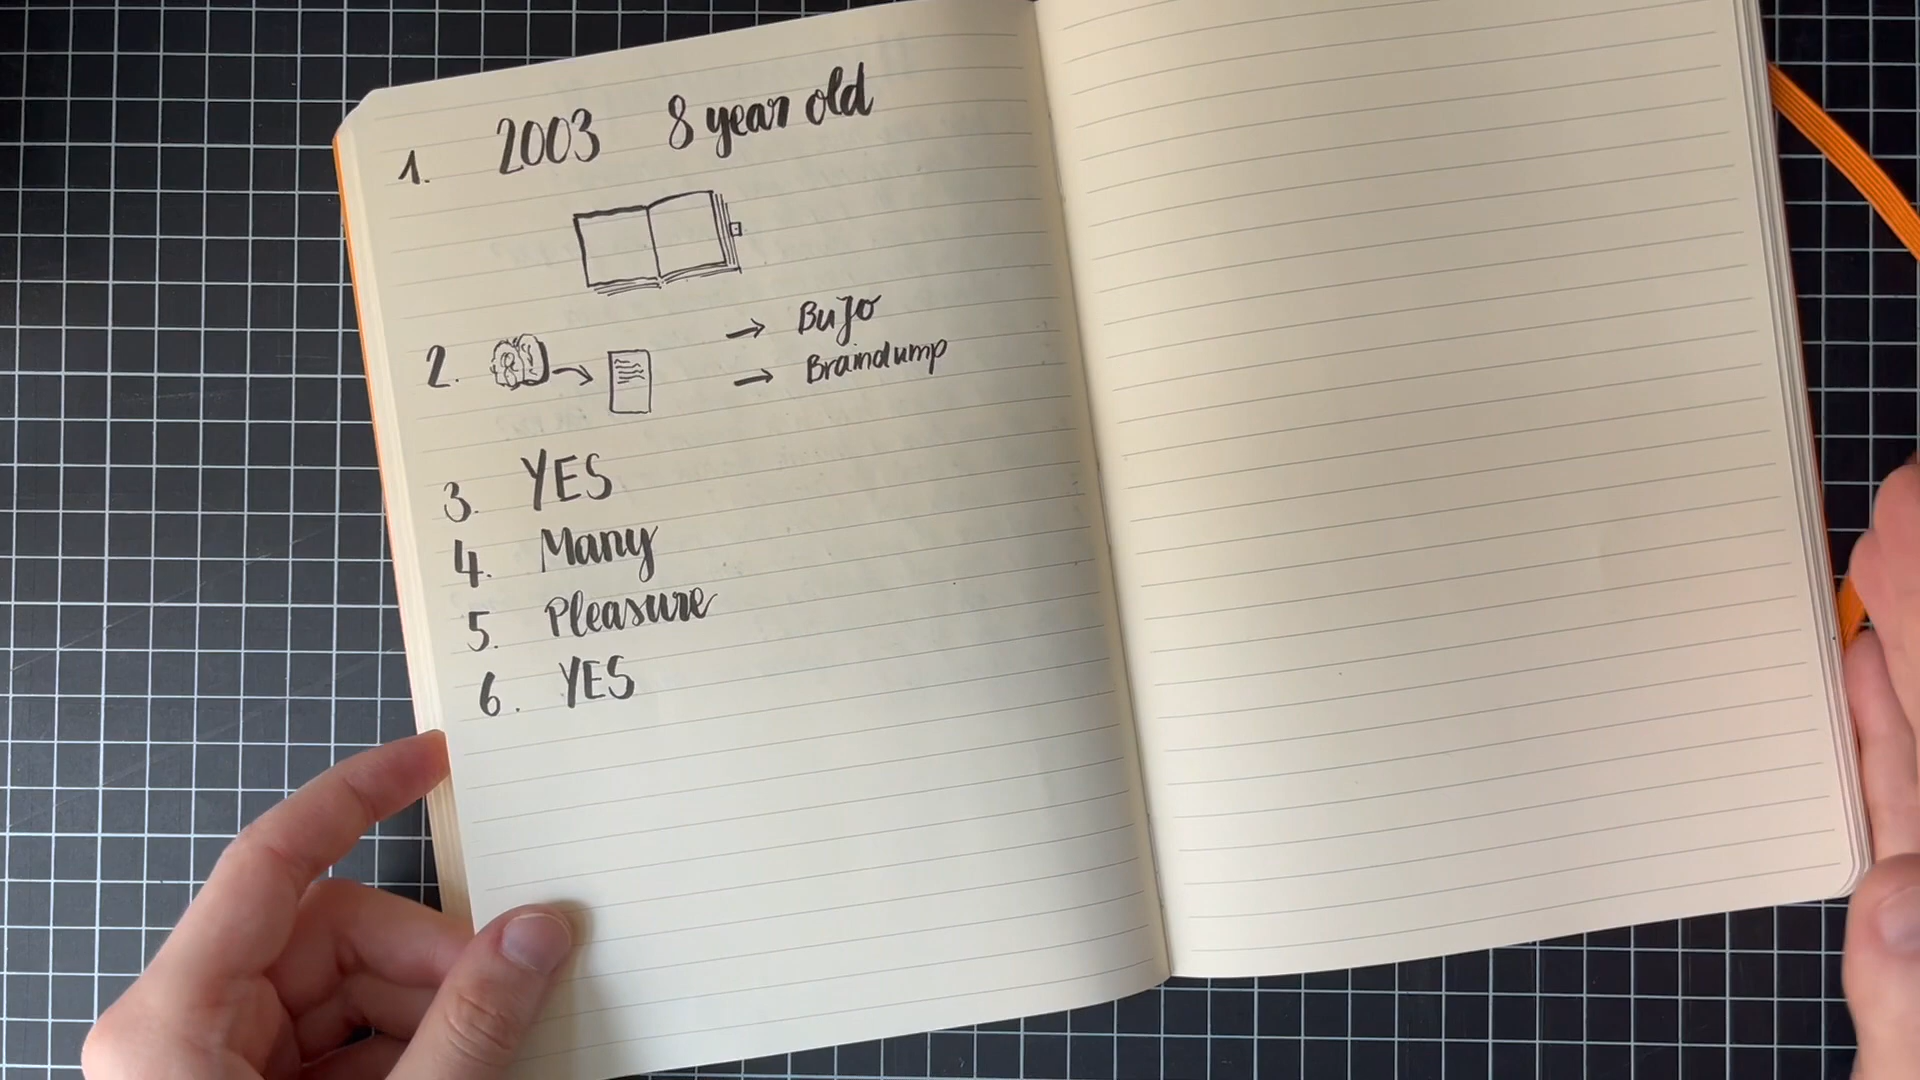 1. 2003 8 year old
2. → BuJo
→ Braindump
3. YES
4. Many
5. Pleasure
6. YES